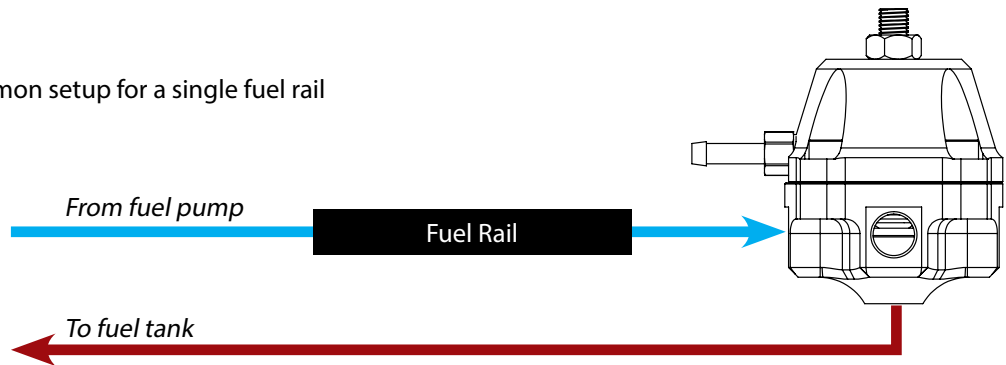 mon setup for a single fuel rail
From fuel pump
Fuel Rail
To fuel tank